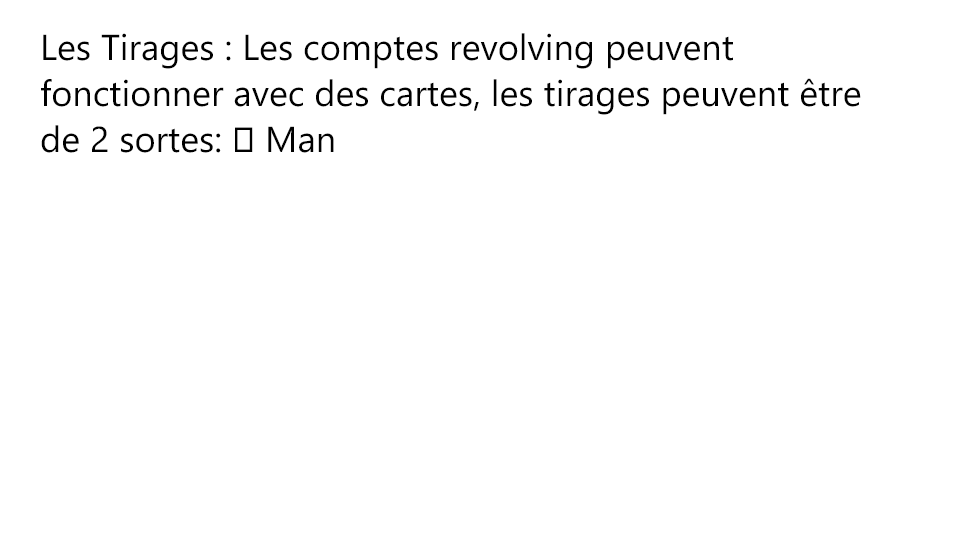 Les Tirages : Les comptes revolving peuvent
fonctionner avec des cartes, les tirages peuvent être
de 2 sortes:  Man